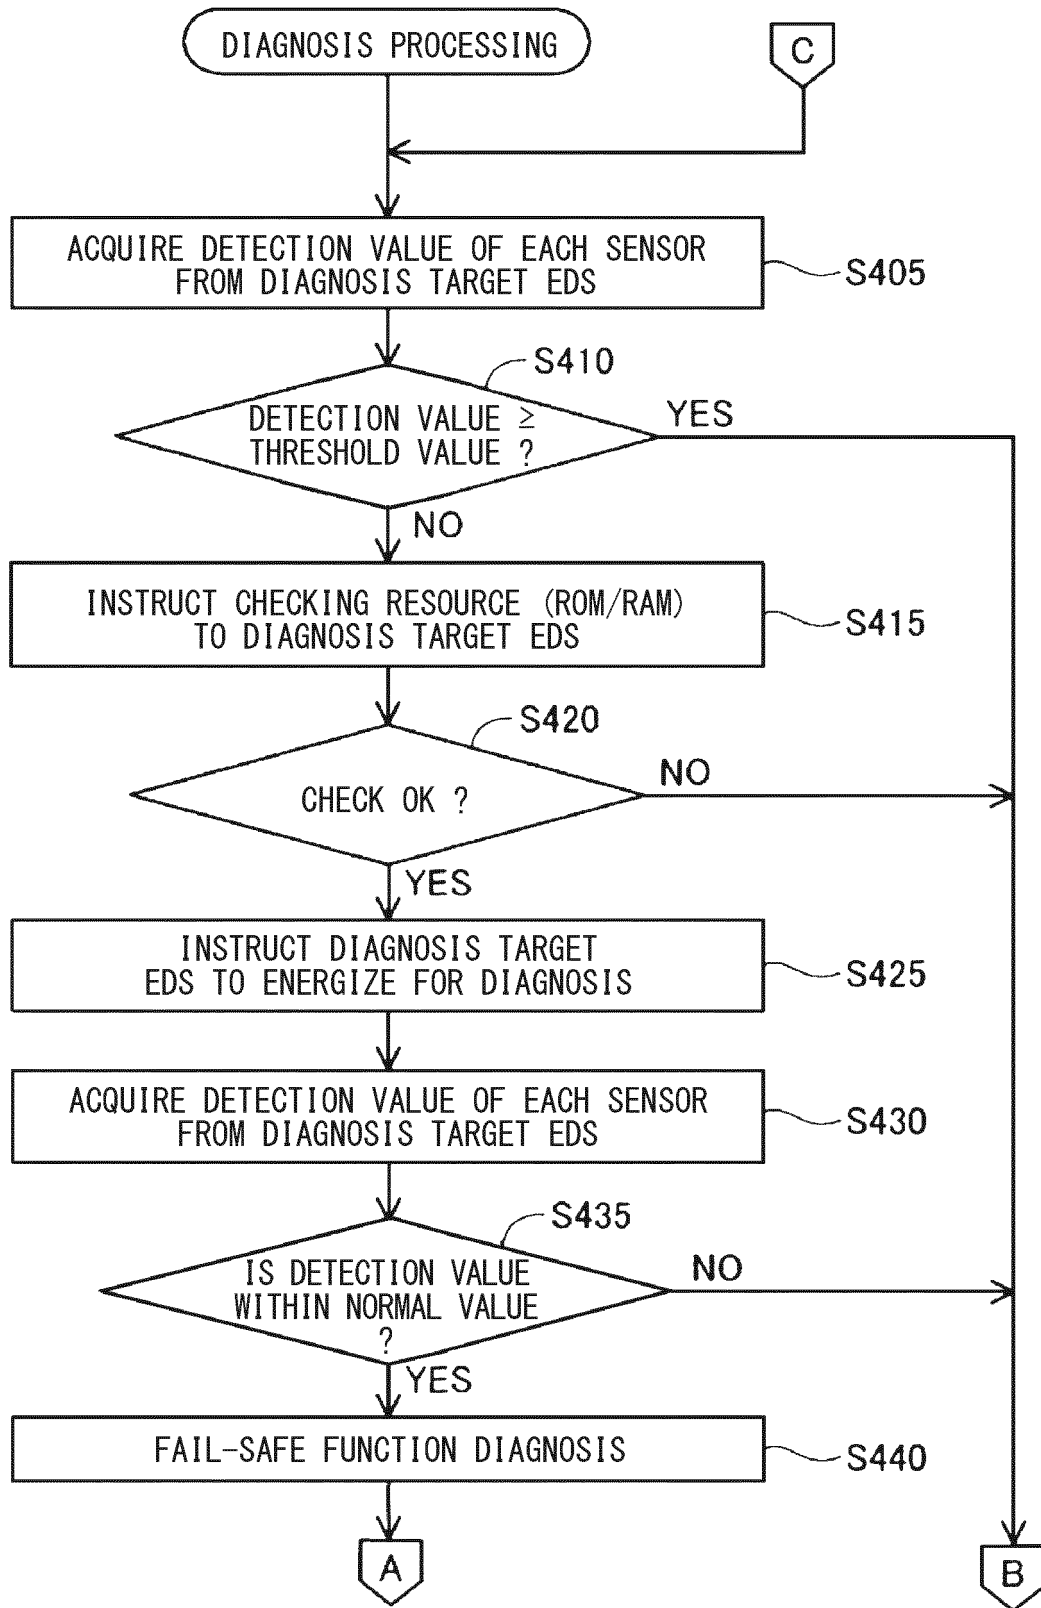 DIAGNOSIS PROCESSING
C
ACQUIRE DETECTION VALUE OF EACH SENSOR
FROM DIAGNOSIS TARGET EDS
S405
S410
DETECTION VALUE ≥
THRESHOLD VALUE ?
YES
NO
INSTRUCT CHECKING RESOURCE (ROM/RAM)
TO DIAGNOSIS TARGET EDS
S415
S420
CHECK OK ?
NO
YES
INSTRUCT DIAGNOSIS TARGET
EDS TO ENERGIZE FOR DIAGNOSIS
S425
ACQUIRE DETECTION VALUE OF EACH SENSOR
FROM DIAGNOSIS TARGET EDS
S430
S435
IS DETECTION VALUE
WITHIN NORMAL VALUE
?
NO
YES
FAIL-SAFE FUNCTION DIAGNOSIS
S440
A
B